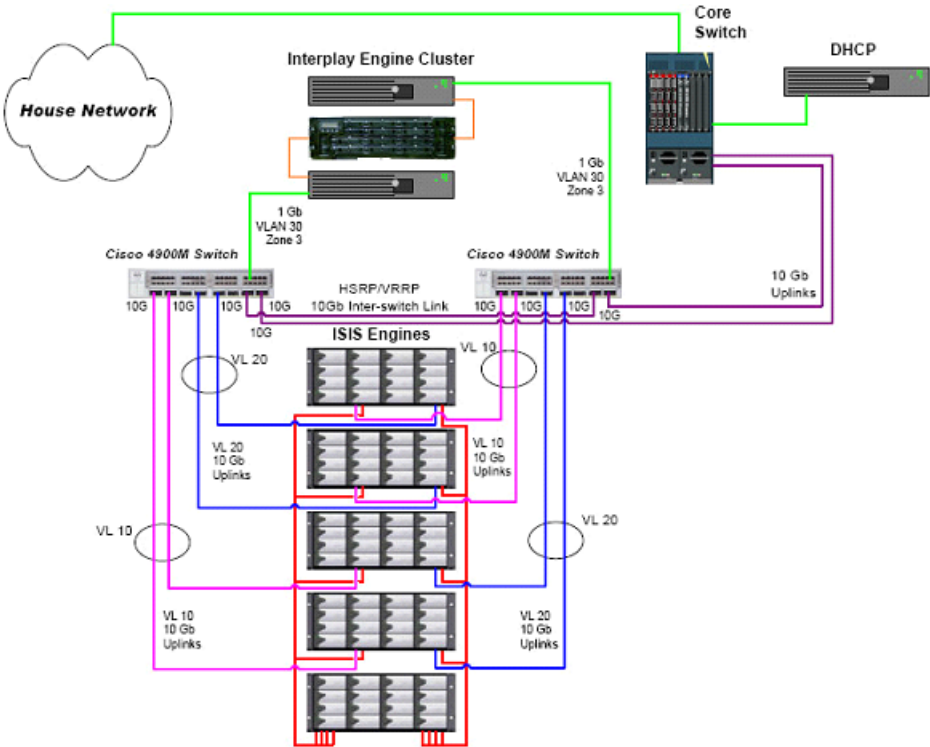 Core
Switch
DHCP
Interplay Engine Cluster
House Network
1 Gb
VLAN 30
Zone 3
1 Gb
VLAN 30
Zone 3
Cisco 4900M Switch
Cisco 4900M Switch
10 Gb
Uplinks
HSRP/VRRP
10Gb Inter-switch Link
10G
10G
10G
10G
10G
10G
10G
10G
10G
10G
ISIS Engines
VL 20
VL 10
VL 20
10 Gb
Uplinks
VL 10
10 Gb
Uplinks
VL 10
VL 20
VL 10
10 Gb
Uplinks
VL 20
10 Gb
Uplinks